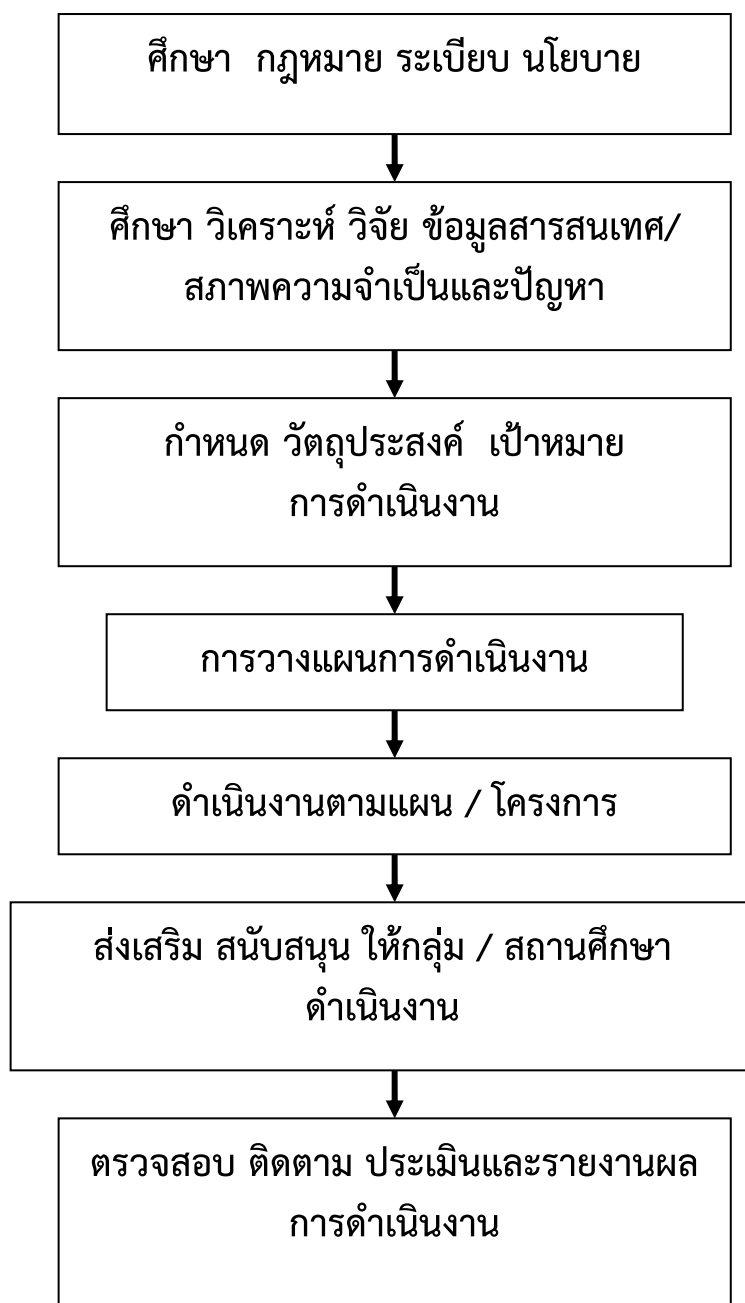 ศึกษา  กฎหมาย ระเบียบ นโยบาย
ศึกษา วิเคราะห์ วิจัย ข้อมูลสารสนเทศ/
สภาพความจำเป็นและปัญหา
กำหนด วัตถุประสงค์  เป้าหมาย
การดำเนินงาน
การวางแผนการดำเนินงาน
ดำเนินงานตามแผน / โครงการ
ส่งเสริม สนับสนุน ให้กลุ่ม / สถานศึกษา
ดำเนินงาน
ตรวจสอบ ติดตาม ประเมินและรายงานผล
การดำเนินงาน